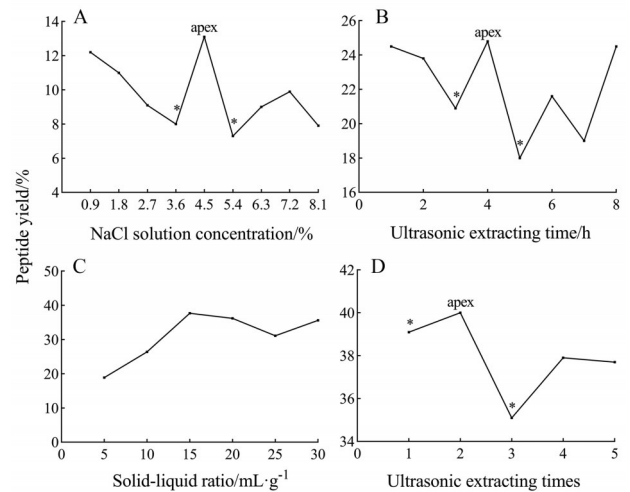 A
apex
14
12
10
8
6
4
*
*
0.9 1.8 2.7 3.6 4.5 5.4 6.3 7.2 8.1
NaCl solution concentration/%
B
apex
26
24
22
20
18
16
*
*
0 2 4 6 8
Ultrasonic extracting time/h
Peptide yield/%
C
50
40
30
20
10
0
0 5 10 15 20 25 30
Solid-liquid ratio/mL·g-1
D
apex
42
40
38
36
34
*
*
0 1 2 3 4 5
Ultrasonic extracting times